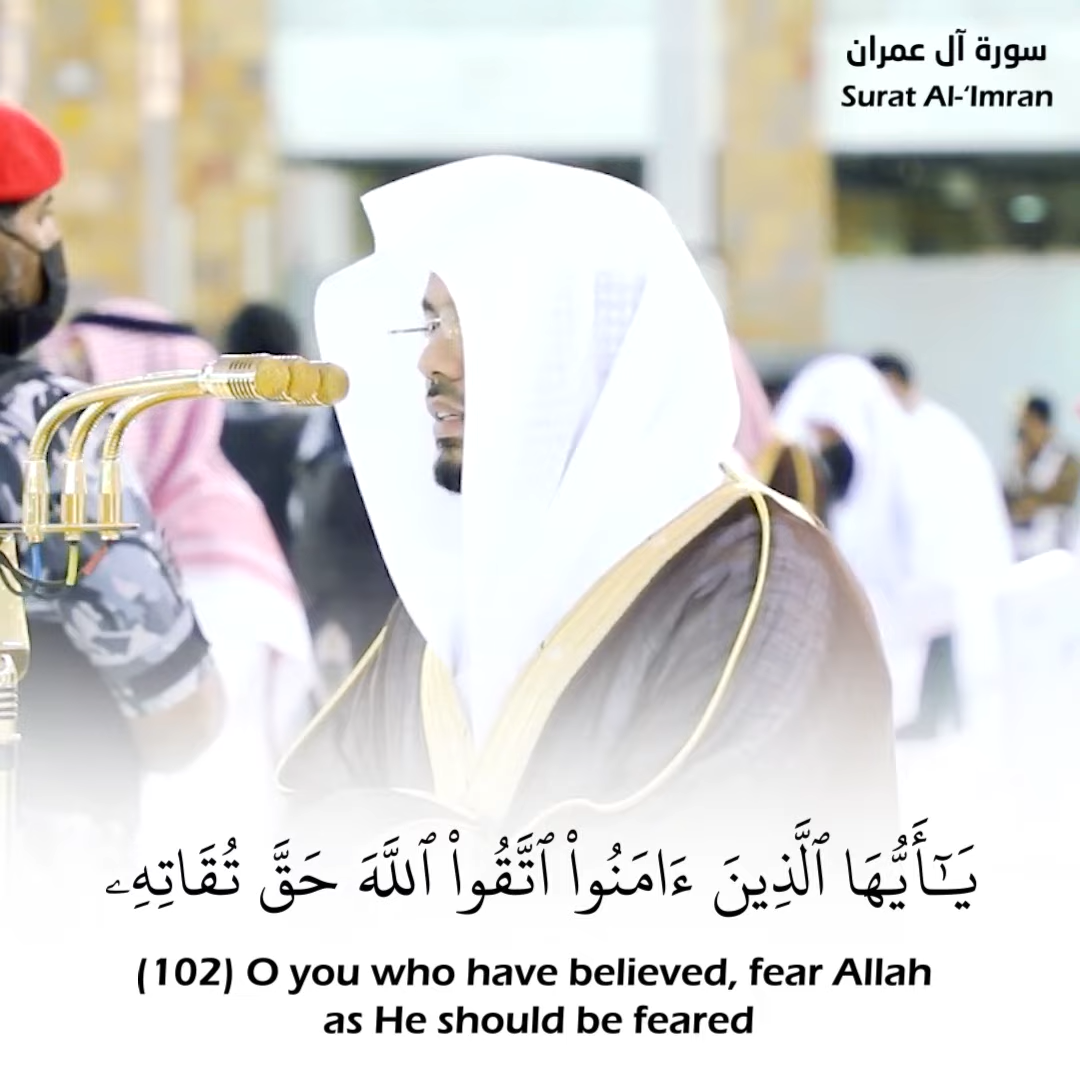 سورة آل عمران
Surat Al-‘Imran
يَـٰٓأَيُّهَا ٱلَّذِينَ ءَامَنُوا۟ ٱتَّقُوا۟ ٱللَّهَ حَقَّ تُقَاتِهِۦ
(102) O you who have believed, fear Allah
as He should be feared